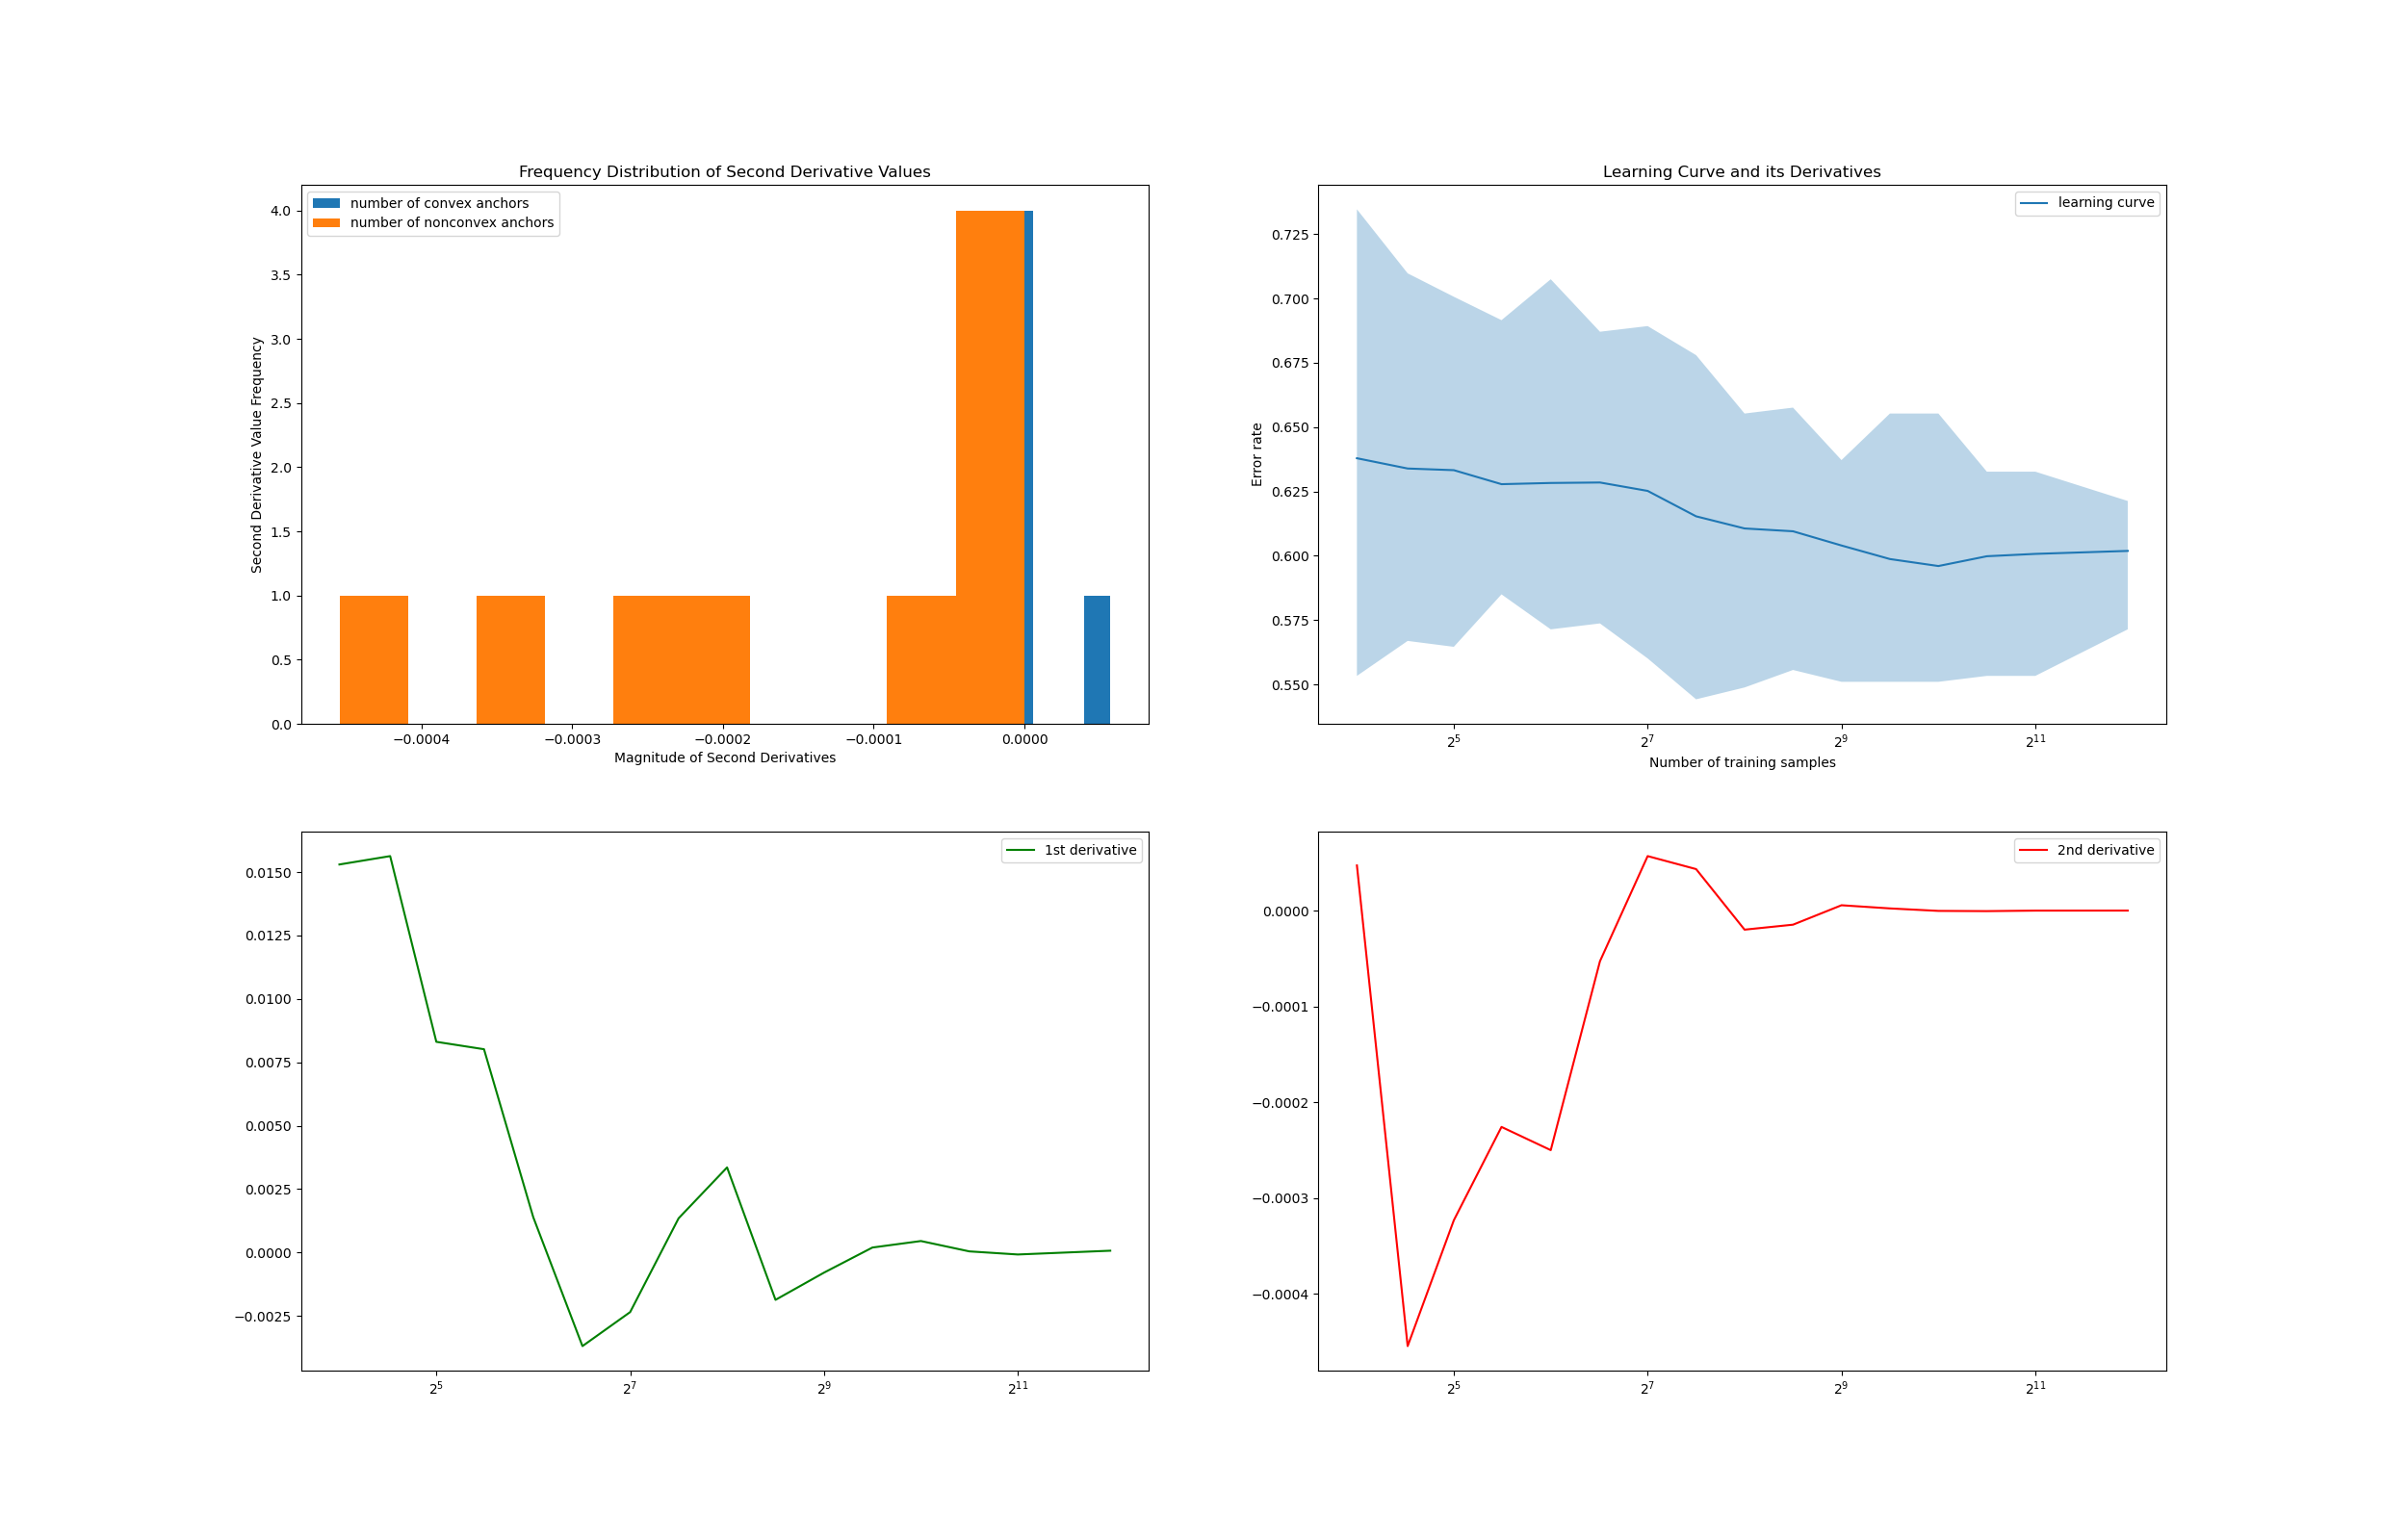 Frequency Distribution of Second Derivative Values
number of convex anchors
number of nonconvex anchors
4.0
3.5
3.0
2.5
2.0
1.5
1.0
0.5
0.0
Second Derivative Value Frequency
−0.0004 −0.0003 −0.0002 −0.0001 0.0000
Magnitude of Second Derivatives
Learning Curve and its Derivatives
learning curve
0.725
0.700
0.675
0.650
0.625
0.600
0.575
0.550
Error rate
2^5 2^7 2^9 2^11
Number of training samples
1st derivative
0.0150
0.0125
0.0100
0.0075
0.0050
0.0025
0.0000
−0.0025
2^5 2^7 2^9 2^11
2nd derivative
0.0000
−0.0001
−0.0002
−0.0003
−0.0004
2^5 2^7 2^9 2^11